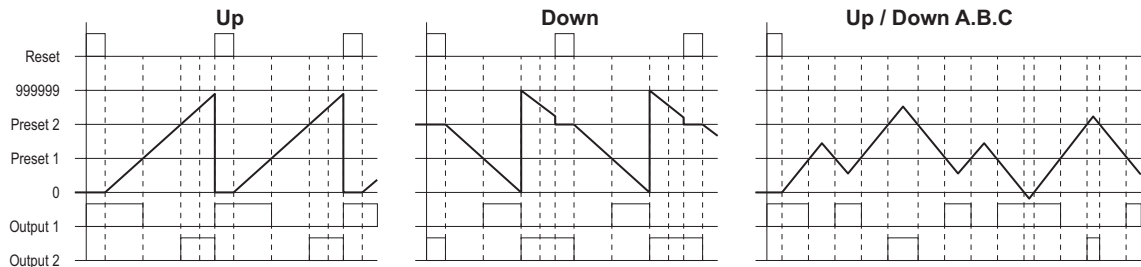 Up
Down
Up / Down A.B.C
Reset
999999
Preset 2
Preset 1
0
Output 1
Output 2